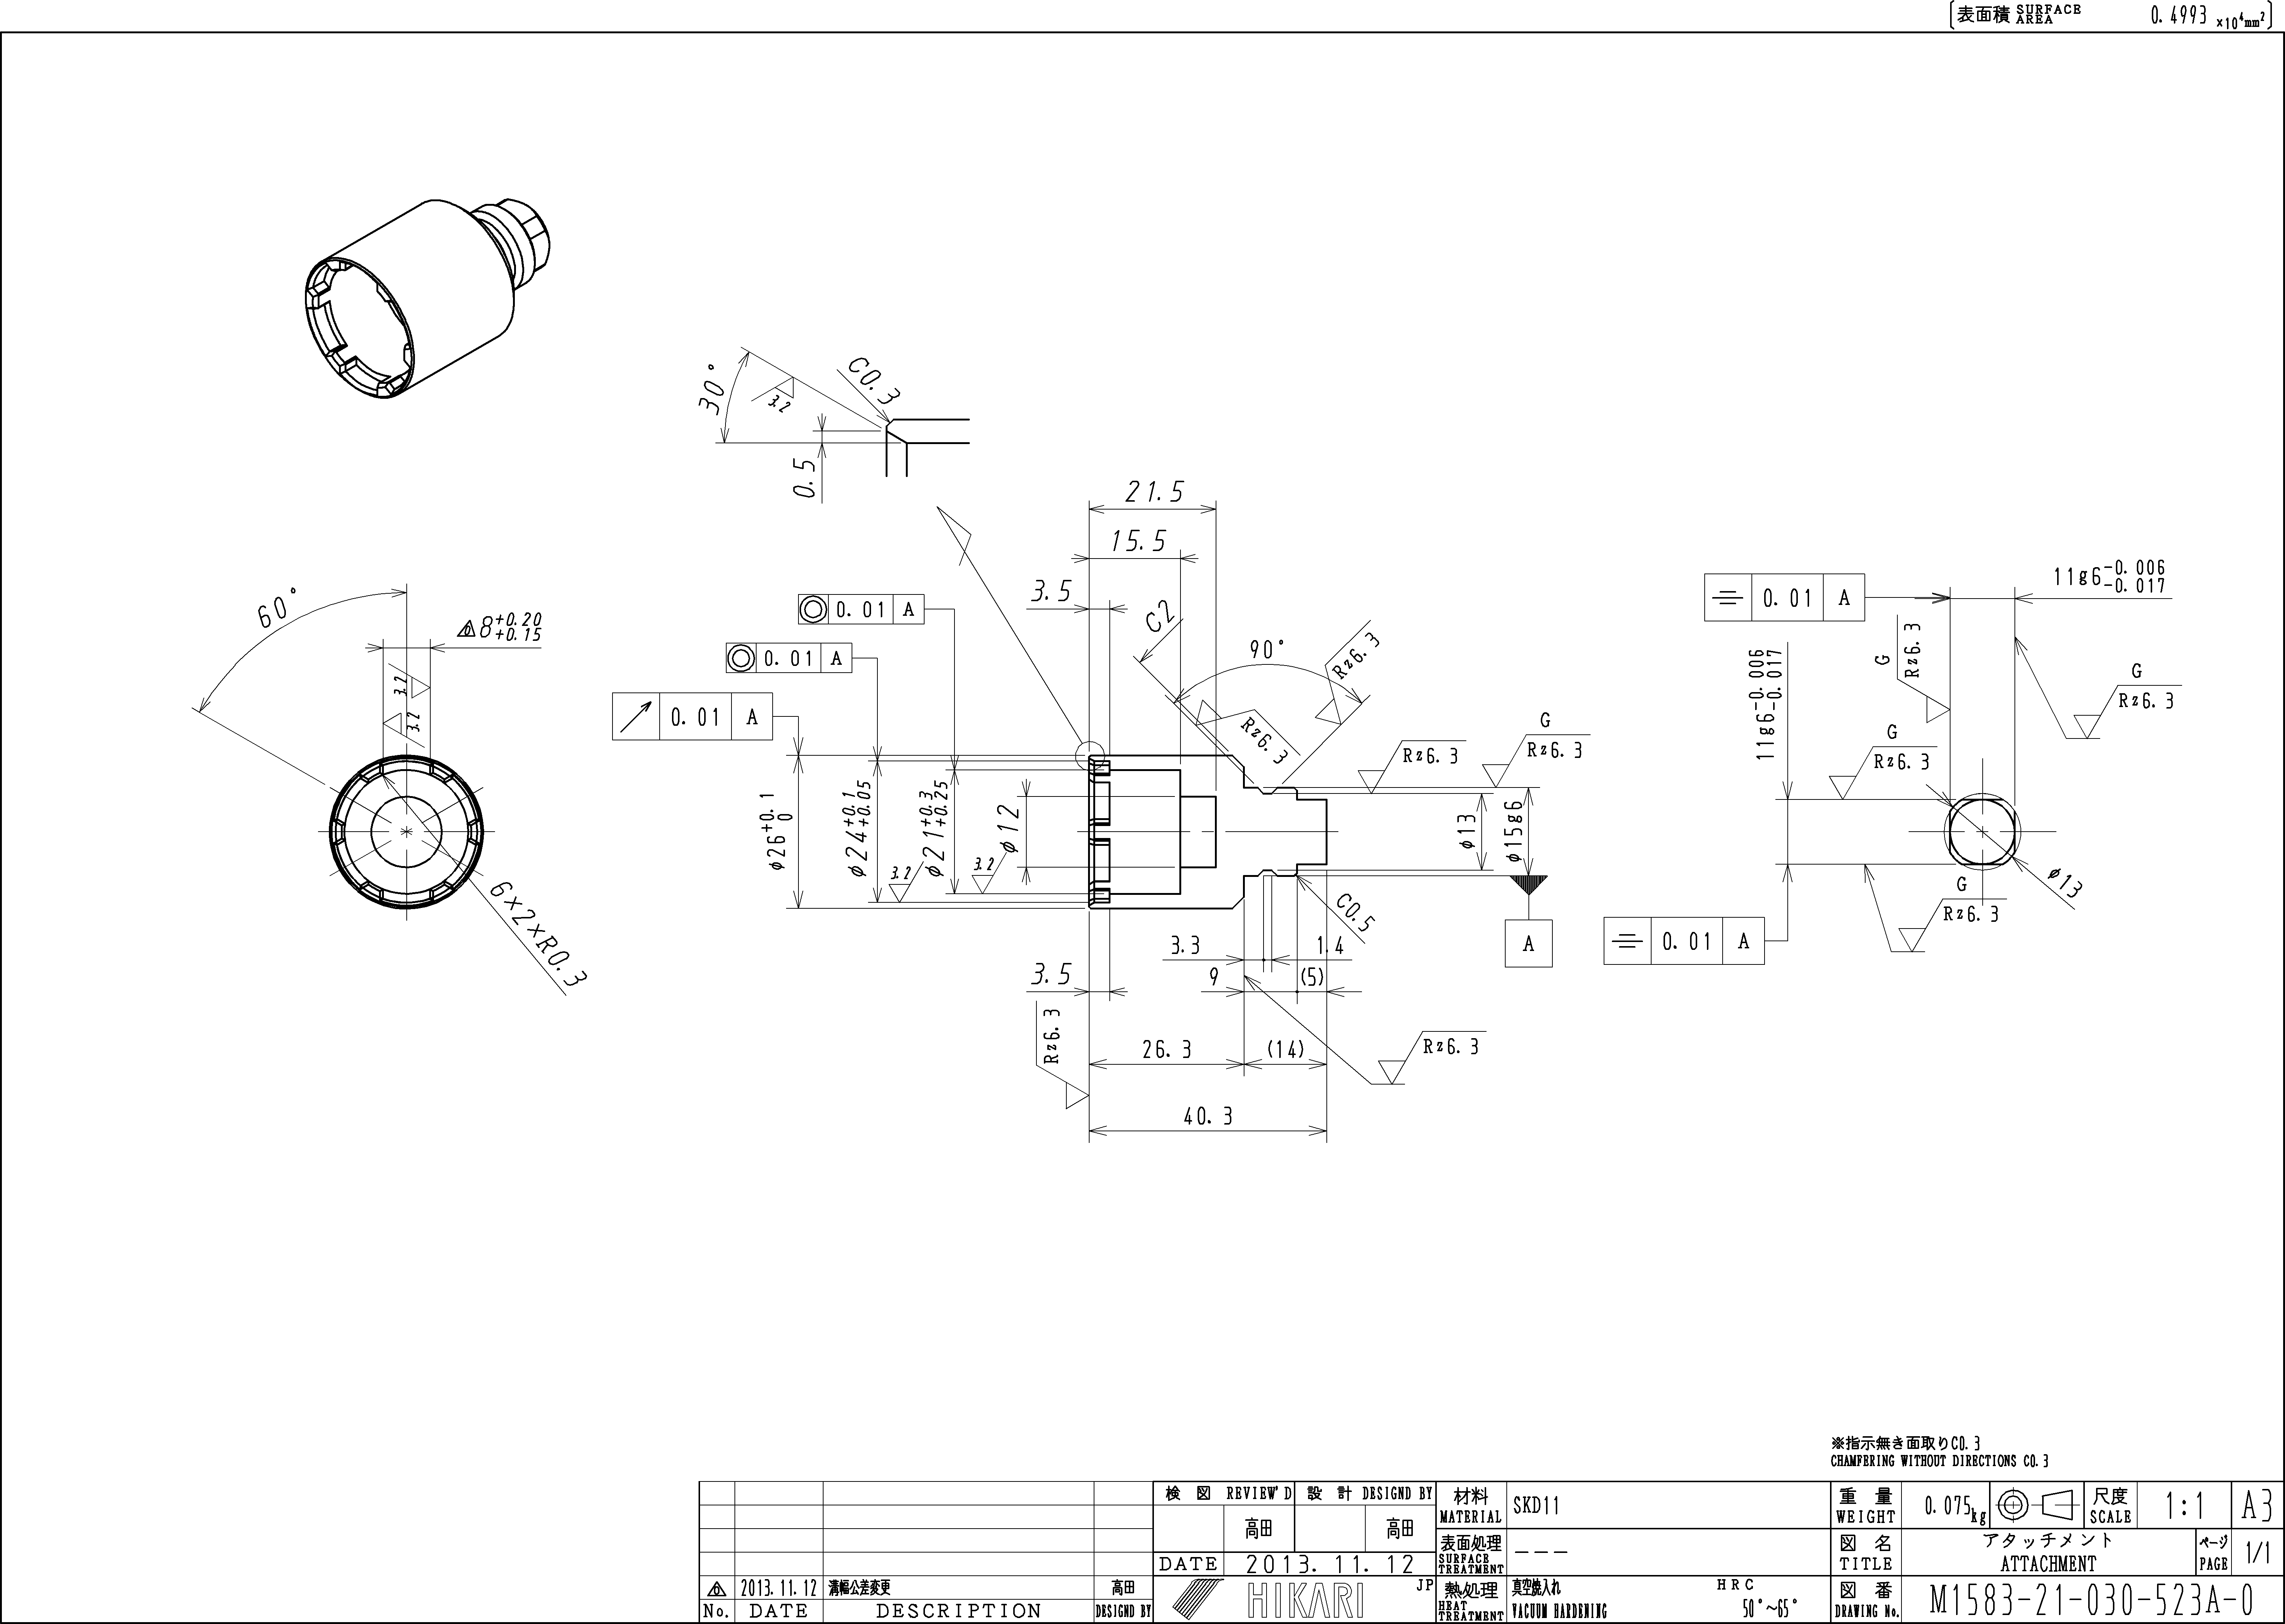 表面積 SURFACE AREA 0.4993 ×10⁴mm²
30°
3.2
C0.3
0.5
21.5
15.5
3.5
C2
90°
Rz6.3
Rz6.3
◎ 0.01 A
◎ 0.01 A
↗ 0.01 A
60°
8 +0.20 +0.15
3.2
3.2
6×2×R0.3
φ26 +0.1 0
φ24 +0.1 +0.05
3.2
φ21 +0.3 +0.25
3.2
φ12
Rz6.3
G
Rz6.3
φ13
φ15g6
A
C0.5
3.3
1.4
3.5
9
(5)
Rz6.3
26.3
(14)
Rz6.3
40.3
⌯ 0.01 A
11g6 -0.006 -0.017
G
Rz6.3
G
Rz6.3
11g6 -0.006 -0.017
G
Rz6.3
φ13
G
Rz6.3
⌯ 0.01 A
※指示無き面取りC0.3
CHAMFERING WITHOUT DIRECTIONS C0.3
検 図 REVIEW'D 設 計 DESIGND BY
高田 高田
DATE 2013. 11. 12
2013.11.12 溝幅公差変更 高田
No. DATE DESCRIPTION DESIGND BY
HIKARI JP
材料 MATERIAL SKD11
表面処理 SURFACE TREATMENT ---
熱処理 HEAT TREATMENT 真空焼入れ VACUUM HARDENING HRC 50°~65°
重 量 WEIGHT 0.075kg
尺度 SCALE 1:1 A3
図 名 TITLE アタッチメント ATTACHMENT
ページ PAGE 1/1
図 番 DRAWING No. M1583-21-030-523A-0